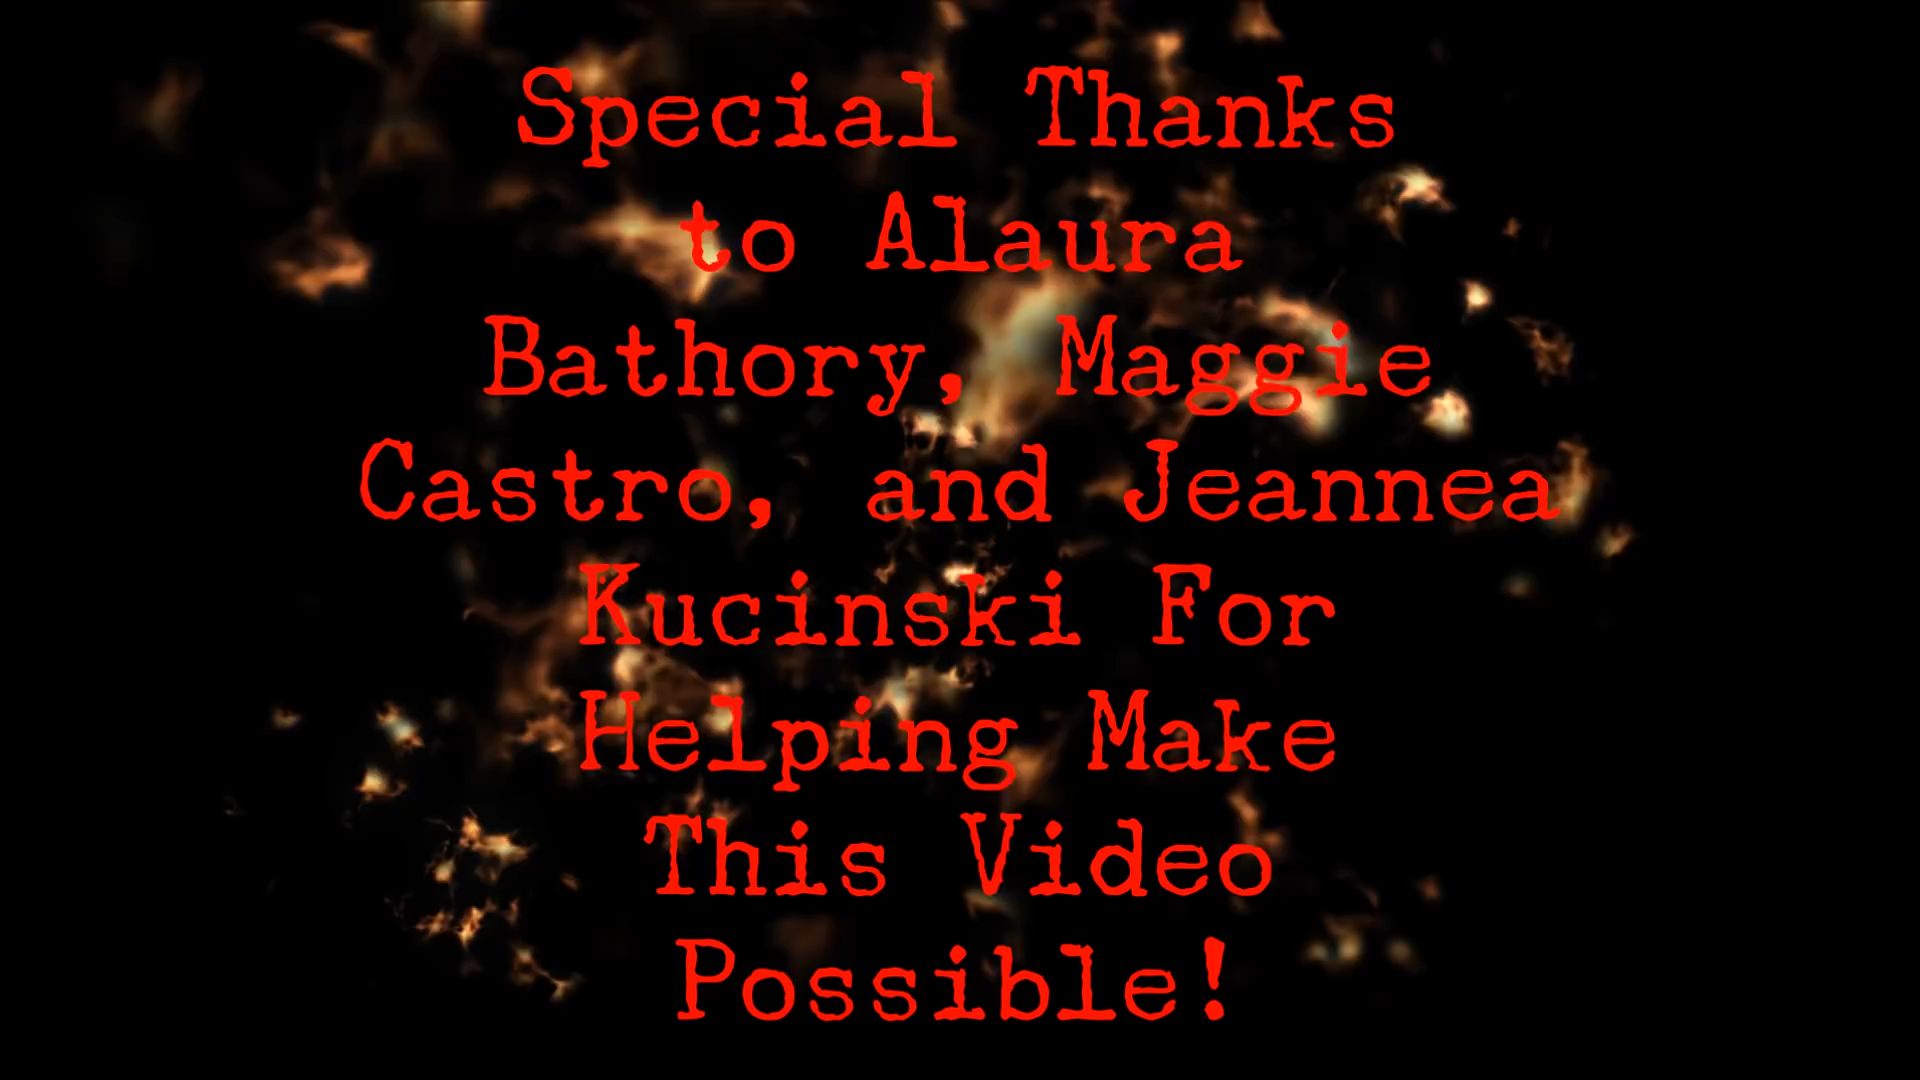 Special Thanks
to Alaura
Bathory, Maggie
Castro, and Jeannea
Kucinski For
Helping Make
This Video
Possible!